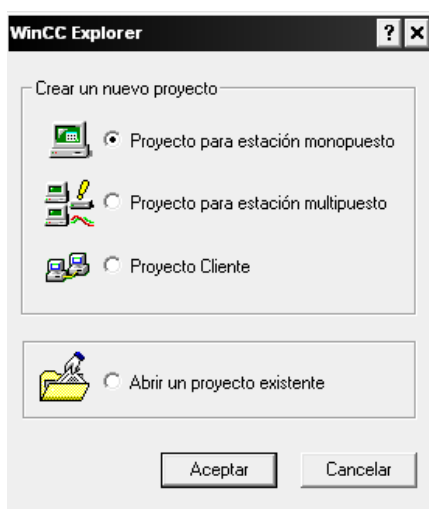 WinCC Explorer
Crear un nuevo proyecto
Proyecto para estación monopuesto
Proyecto para estación multipuesto
Proyecto Cliente
Abrir un proyecto existente
Aceptar Cancelar